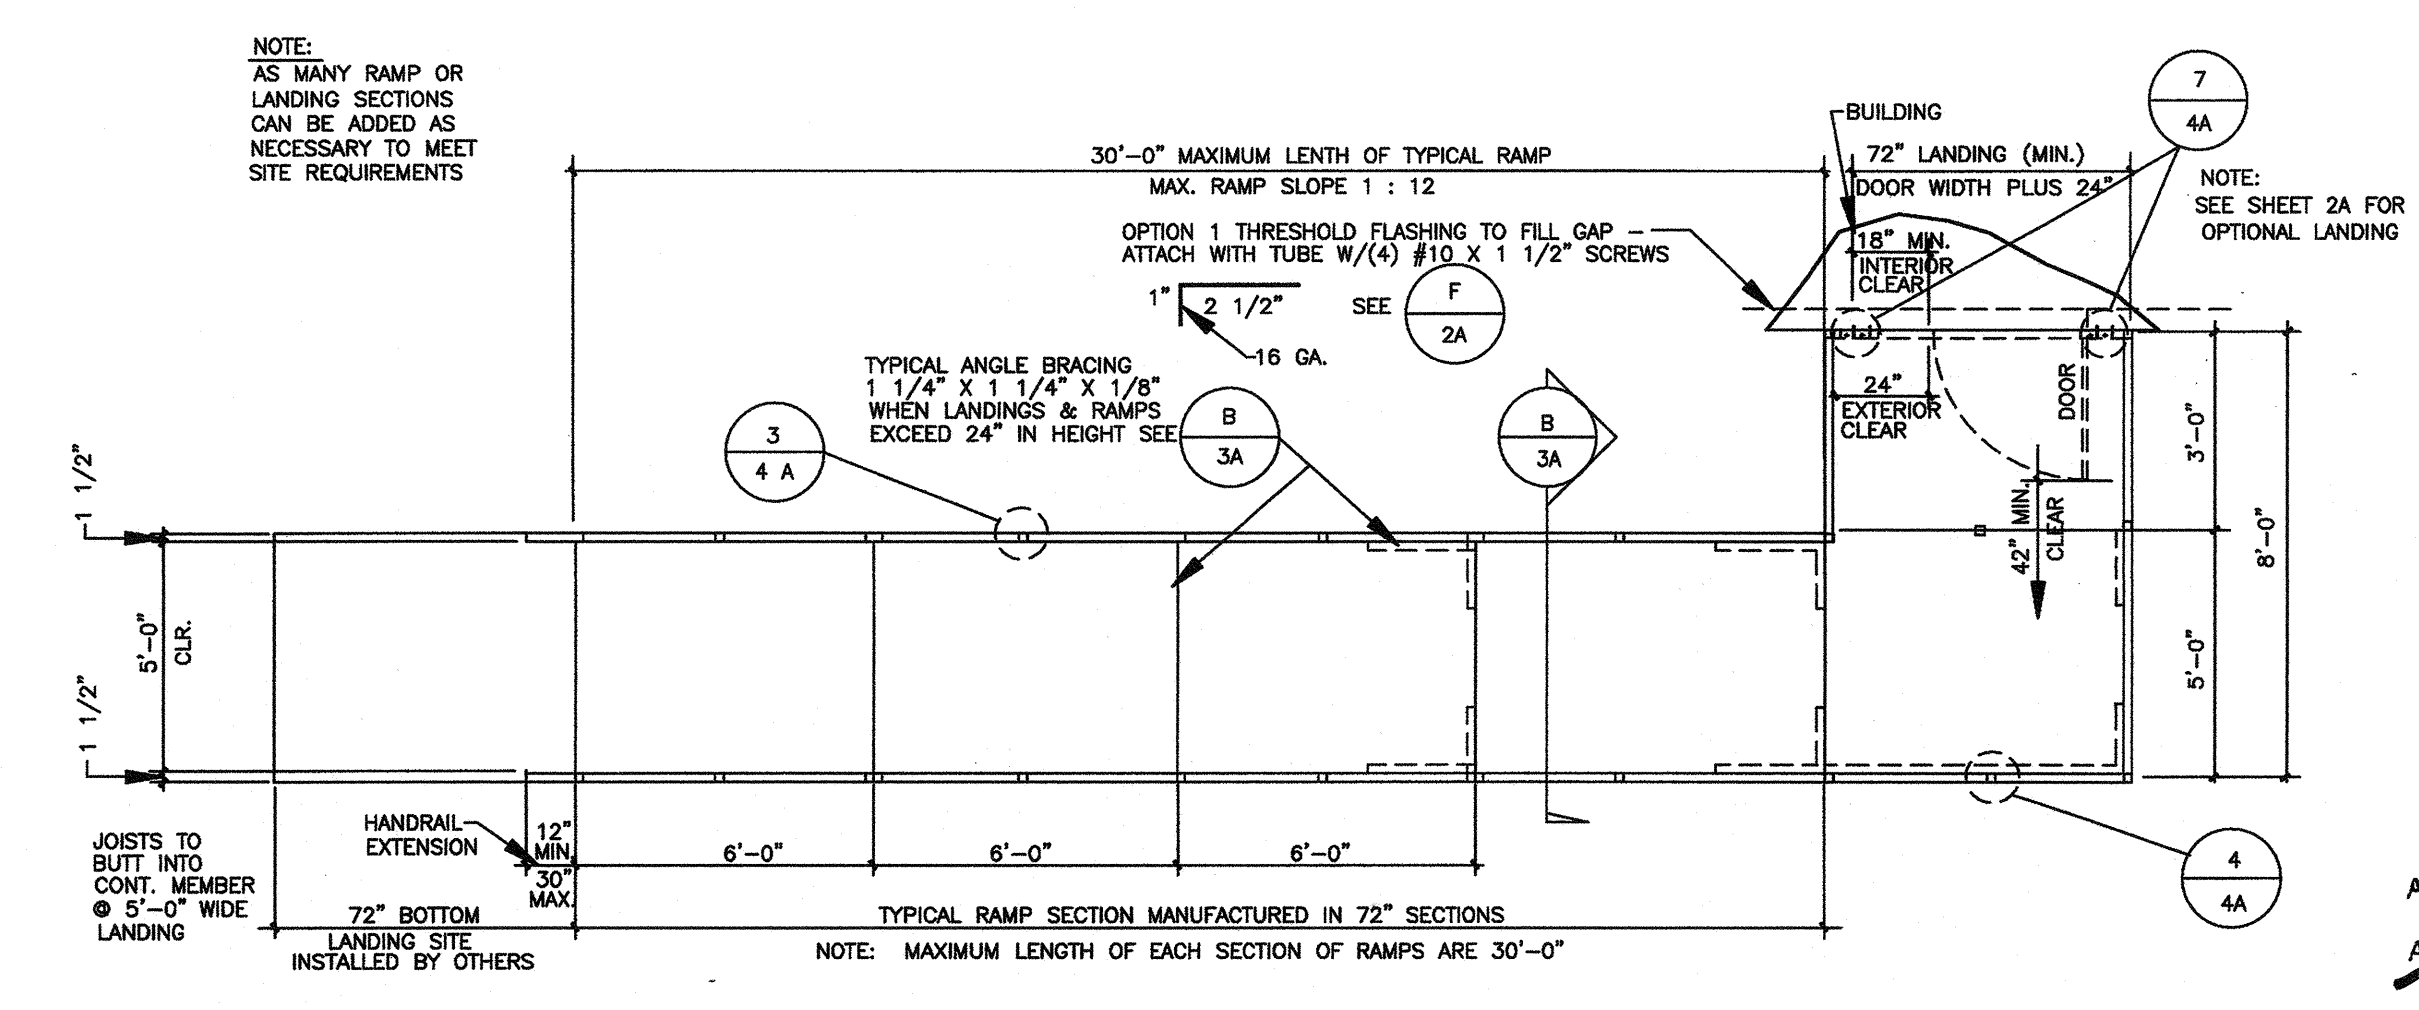 NOTE:
AS MANY RAMP OR
LANDING SECTIONS
CAN BE ADDED AS
NECESSARY TO MEET
SITE REQUIREMENTS
30'-0" MAXIMUM LENTH OF TYPICAL RAMP
MAX. RAMP SLOPE 1 : 12
BUILDING
72" LANDING (MIN.)
DOOR WIDTH PLUS 24"
7
4A
NOTE:
SEE SHEET 2A FOR
OPTIONAL LANDING
OPTION 1 THRESHOLD FLASHING TO FILL GAP -
ATTACH WITH TUBE W/(4) #10 X 1 1/2" SCREWS
1"
2 1/2"
16 GA.
SEE
F
2A
18" MIN.
INTERIOR
CLEAR
24"
EXTERIOR
CLEAR
DOOR
42" MIN.
CLEAR
3'-0"
8'-0"
5'-0"
TYPICAL ANGLE BRACING
1 1/4" X 1 1/4" X 1/8"
WHEN LANDINGS & RAMPS
EXCEED 24" IN HEIGHT SEE
B
3A
B
3A
3
4 A
1 1/2"
5'-0"
CLR.
1 1/2"
JOISTS TO
BUTT INTO
CONT. MEMBER
@ 5'-0" WIDE
LANDING
HANDRAIL
EXTENSION
12"
MIN.
30"
MAX.
6'-0"
6'-0"
6'-0"
4
4A
72" BOTTOM
LANDING SITE
INSTALLED BY OTHERS
TYPICAL RAMP SECTION MANUFACTURED IN 72" SECTIONS
NOTE: MAXIMUM LENGTH OF EACH SECTION OF RAMPS ARE 30'-0"